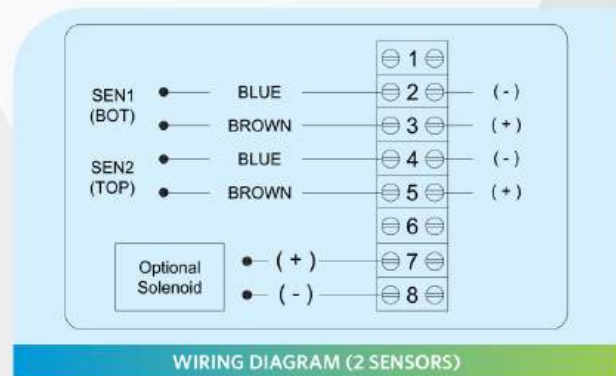 1
SEN1 BLUE 2 (-)
(BOT) BROWN 3 (+)
SEN2 BLUE 4 (-)
(TOP) BROWN 5 (+)
6
Optional (+) 7
Solenoid (-) 8
WIRING DIAGRAM (2 SENSORS)